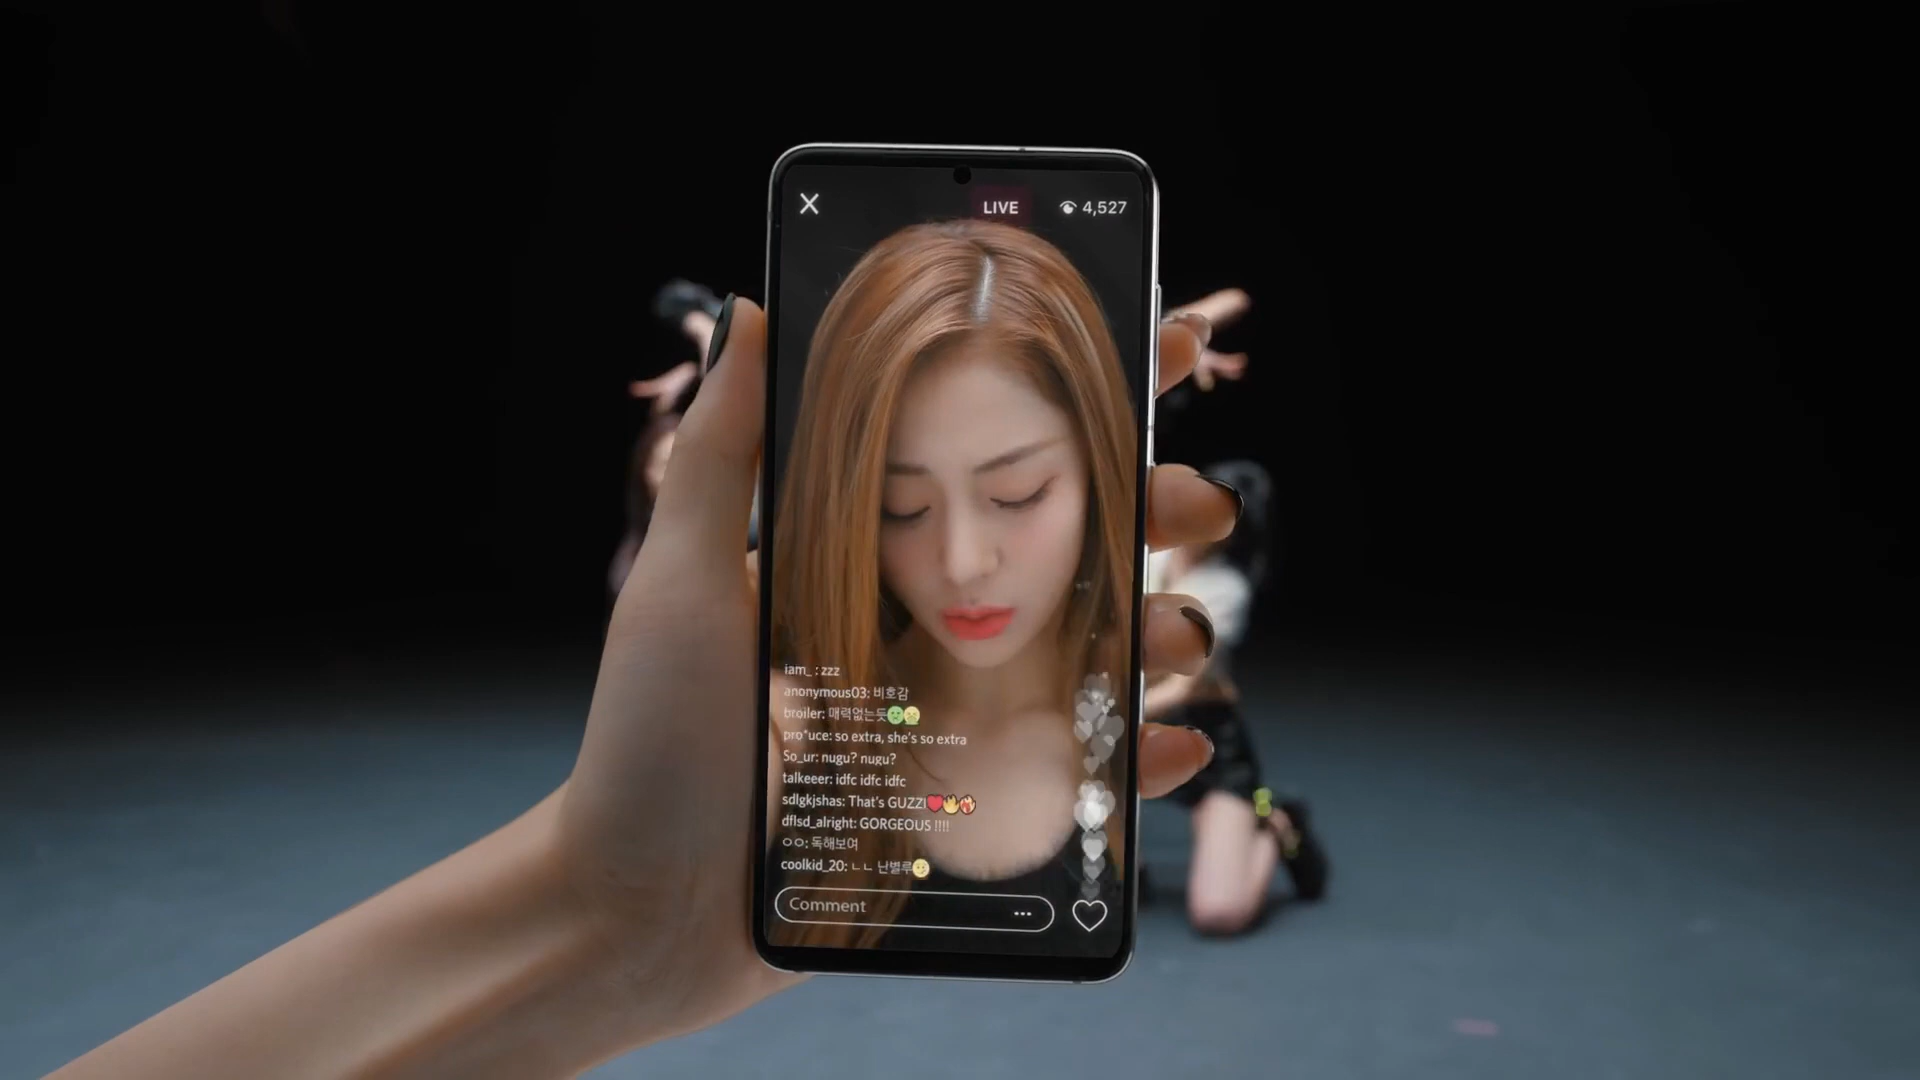 LIVE
4,527
iam_ : zzz
anonymous03: 비호감
broiler: 매력없는듯🤢🤮
pro*uce: so extra, she's so extra
So_ur: nugu? nugu?
talkeeer: idfc idfc idfc
sdlgkjshas: That's GUZZI❤️🔥❤️‍🔥
dflsd_alright: GORGEOUS !!!!
ㅇㅇ: 독해보여
coolkid_20: ㄴㄴ 난별루😏
Comment